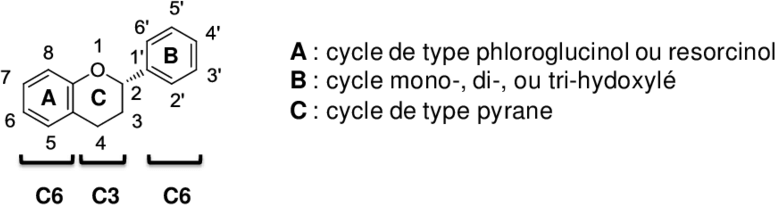 5'
6'
4'
8
1
B
1'
O
7
3'
A
C
2
2'
6
3
5
4
C6
C3
C6
A : cycle de type phloroglucinol ou resorcinol
B : cycle mono-, di-, ou tri-hydoxylé
C : cycle de type pyrane